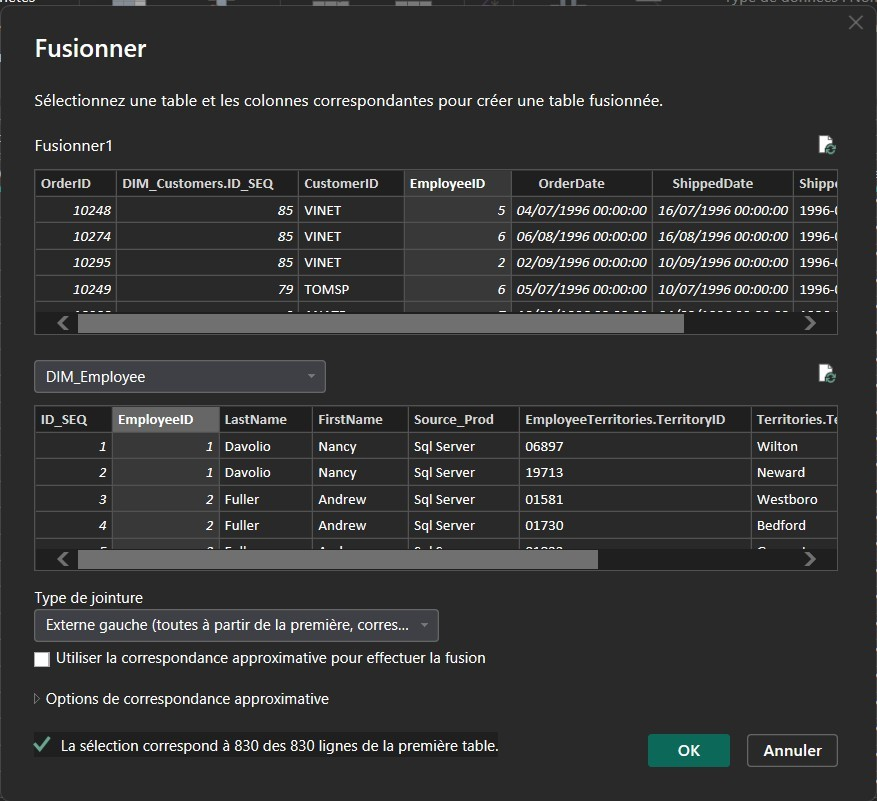 Fusionner
Sélectionnez une table et les colonnes correspondantes pour créer une table fusionnée.
Fusionner1
OrderID DIM_Customers.ID_SEQ CustomerID EmployeeID OrderDate ShippedDate Shippe
10248 85 VINET 5 04/07/1996 00:00:00 16/07/1996 00:00:00 1996-0
10274 85 VINET 6 06/08/1996 00:00:00 16/08/1996 00:00:00 1996-0
10295 85 VINET 2 02/09/1996 00:00:00 10/09/1996 00:00:00 1996-0
10249 79 TOMSP 6 05/07/1996 00:00:00 10/07/1996 00:00:00 1996-0
DIM_Employee
ID_SEQ EmployeeID LastName FirstName Source_Prod EmployeeTerritories.TerritoryID Territories.Te
1 1 Davolio Nancy Sql Server 06897 Wilton
2 1 Davolio Nancy Sql Server 19713 Neward
3 2 Fuller Andrew Sql Server 01581 Westboro
4 2 Fuller Andrew Sql Server 01730 Bedford
Type de jointure
Externe gauche (toutes à partir de la première, corres...
Utiliser la correspondance approximative pour effectuer la fusion
Options de correspondance approximative
La sélection correspond à 830 des 830 lignes de la première table.
OK Annuler